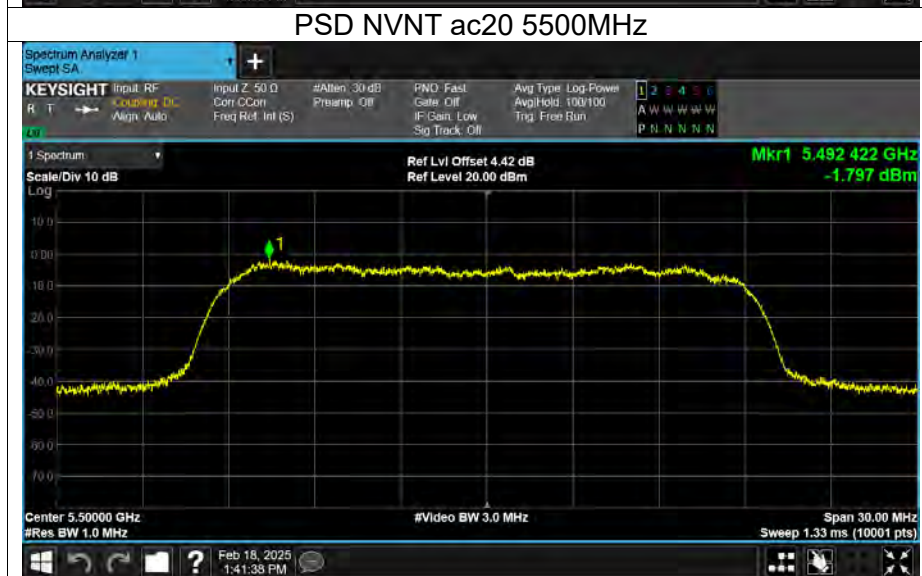 PSD NVNT ac20 5500MHz
Spectrum Analyzer 1
Swept SA
+
KEYSIGHT Input: RF Input Z: 50 Ω #Atten: 30 dB PNO: Fast Avg Type: Log-Power 1 2 3 4 5 6
R T Coupling: DC Corr CCorr Preamp: Off Gate: Off Avg|Hold: 100/100 A W W W W W
Align: Auto Freq Ref: Int (S) IF Gain: Low Trig: Free Run
Sig Track: Off P N N N N N
1 Spectrum Ref Lvl Offset 4.42 dB Mkr1 5.492 422 GHz
Scale/Div 10 dB Ref Level 20.00 dBm -1.797 dBm
Log
10.0
1
0.00
-10.0
-20.0
-30.0
-40.0
-50.0
-60.0
-70.0
Center 5.50000 GHz #Video BW 3.0 MHz Span 30.00 MHz
#Res BW 1.0 MHz Sweep 1.33 ms (10001 pts)
? Feb 18, 2025
1:41:38 PM